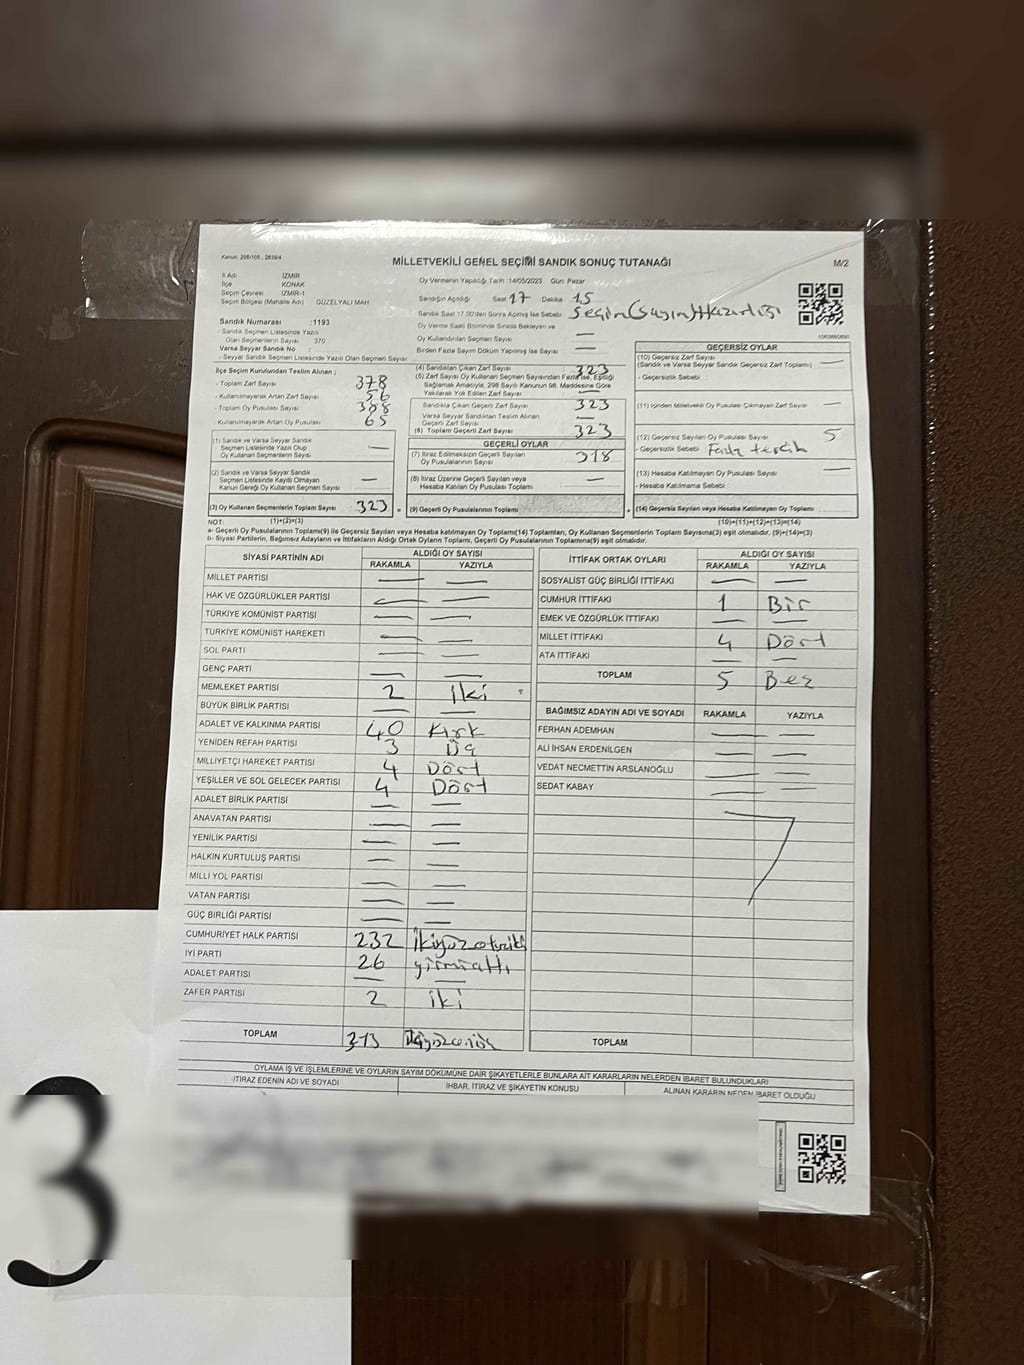 Kanun: 298/105 , 2839/4
MİLLETVEKİLİ GENEL SEÇİMİ SANDIK SONUÇ TUTANAĞI
M/2
İl Adı : İZMİR
İlçe : KONAK
Seçim Çevresi : İZMİR-1
Seçim Bölgesi (Mahalle Adı) : GÜZELYALI MAH
Sandık Numarası : 1193
- Sandık Seçmen Listesinde Yazılı
Olan Seçmenlerin Sayısı : 370
Varsa Seyyar Sandık No :
- Seyyar Sandık Seçmen Listesinde Yazılı Olan Seçmen Sayısı :
Oy Vermenin Yapıldığı Tarih :14/05/2023 Gün: Pazar
Sandığın Açıldığı Saat 17 Dakika 15
Sandık Saat 17.00'den Sonra Açılmış İse Sebebi : Seçim (sayım) Hazırlığı
Oy Verme Saati Bitiminde Sırada Bekleyen ve
Oy Kullandırılan Seçmen Sayısı : —
Birden Fazla Sayım Döküm Yapılmış İse Sayısı : —
İlçe Seçim Kurulundan Teslim Alınan ;
- Toplam Zarf Sayısı : 378
- Kullanılmayarak Artan Zarf Sayısı : 56
- Toplam Oy Pusulası Sayısı :
- Kullanılmayarak Artan Oy Pusulası : 65
(1) Sandık ve Varsa Seyyar Sandık
Seçmen Listesinde Yazılı Olup
Oy Kullanan Seçmenlerin Sayısı —
(2) Sandık ve Varsa Seyyar Sandık
Seçmen Listesinde Kayıtlı Olmayan
Kanun Gereği Oy Kullanan Seçmen Sayısı —
(3) Oy Kullanan Seçmenlerin Toplam Sayısı : 323
(4) Sandıktan Çıkan Zarf Sayısı : 323
(5) Zarf Sayısı Oy Kullanan Seçmen Sayısından Fazla İse, Eşitliği
Sağlamak Amacıyla, 298 Sayılı Kanunun 98. Maddesine Göre
Yakılarak Yok Edilen Zarf Sayısı : —
Sandıkta Çıkan Geçerli Zarf Sayısı : 323
Varsa Seyyar Sandıktan Teslim Alınan
Geçerli Zarf Sayısı : —
(6) Toplam Geçerli Zarf Sayısı : 323
GEÇERLİ OYLAR
(7) İtiraz Edilmeksizin Geçerli Sayılan
Oy Pusulalarının Sayısı : 318
(8) İtiraz Üzerine Geçerli Sayılan veya
Hesaba Katılan Oy Pusulası Toplamı : —
(9) Geçerli Oy Pusulalarının Toplamı
GEÇERSİZ OYLAR
(10) Geçersiz Zarf Sayısı
(Sandık ve Varsa Seyyar Sandık Geçersiz Zarf Toplamı) : —
- Geçersizlik Sebebi :
(11) İçinden Milletvekili Oy Pusulası Çıkmayan Zarf Sayısı : —
(12) Geçersiz Sayılan Oy Pusulası Sayısı : 5
- Geçersizlik Sebebi : Fazla tercih
(13) Hesaba Katılmayan Oy Pusulası Sayısı : —
- Hesaba Katılmama Sebebi :
(14) Geçersiz Sayılan veya Hesaba Katılmayan Oy Toplamı :
NOT: (1)+(2)=(3) (10)+(11)+(12)+(13)=(14)
a- Geçerli Oy Pusulalarının Toplamı(9) ile Geçersiz Sayılan veya Hesaba katılmayan Oy Toplamı(14) Toplamları, Oy Kullanan Seçmenlerin Toplam Sayısına(3) eşit olmalıdır. (9)+(14)=(3)
b- Siyasi Partilerin, Bağımsız Adayların ve İttifakların Aldığı Ortak Oyların Toplamı, Geçerli Oy Pusulalarının Toplamına(9) eşit olmalıdır.
SİYASİ PARTİNİN ADI ALDIĞI OY SAYISI
RAKAMLA YAZIYLA
MİLLET PARTİSİ — —
HAK VE ÖZGÜRLÜKLER PARTİSİ — —
TÜRKİYE KOMÜNİST PARTİSİ — —
TÜRKİYE KOMÜNİST HAREKETİ — —
SOL PARTİ — —
GENÇ PARTİ — —
MEMLEKET PARTİSİ 2 İki
BÜYÜK BİRLİK PARTİSİ — —
ADALET VE KALKINMA PARTİSİ 40 Kırk
YENİDEN REFAH PARTİSİ 3 Üç
MİLLİYETÇİ HAREKET PARTİSİ 4 Dört
YEŞİLLER VE SOL GELECEK PARTİSİ 4 Dört
ADALET BİRLİK PARTİSİ — —
ANAVATAN PARTİSİ — —
YENİLİK PARTİSİ — —
HALKIN KURTULUŞ PARTİSİ — —
MİLLİ YOL PARTİSİ — —
VATAN PARTİSİ — —
GÜÇ BİRLİĞİ PARTİSİ — —
CUMHURİYET HALK PARTİSİ 232 İkiyüzotuziki
İYİ PARTİ 26 yirmialtı
ADALET PARTİSİ — —
ZAFER PARTİSİ 2 iki
TOPLAM 313 Üçyüzonüç
İTTİFAK ORTAK OYLARI ALDIĞI OY SAYISI
RAKAMLA YAZIYLA
SOSYALİST GÜÇ BİRLİĞİ İTTİFAKI — —
CUMHUR İTTİFAKI 1 Bir
EMEK VE ÖZGÜRLÜK İTTİFAKI — —
MİLLET İTTİFAKI 4 Dört
ATA İTTİFAKI — —
TOPLAM 5 Beş
BAĞIMSIZ ADAYIN ADI VE SOYADI RAKAMLA YAZIYLA
FERHAN ADEMHAN — —
ALİ İHSAN ERDENİLGEN — —
VEDAT NECMETTİN ARSLANOĞLU — —
SEDAT KABAY — —
TOPLAM
OYLAMA İŞ VE İŞLEMLERİNE VE OYLARIN SAYIM DÖKÜMÜNE DAİR ŞİKAYETLERLE BUNLARA AİT KARARLARIN NELERDEN İBARET BULUNDUKLARI
İTİRAZ EDENİN ADI VE SOYADI İHBAR, İTİRAZ VE ŞİKAYETİN KONUSU ALINAN KARARIN NEDEN İBARET OLDUĞU
3